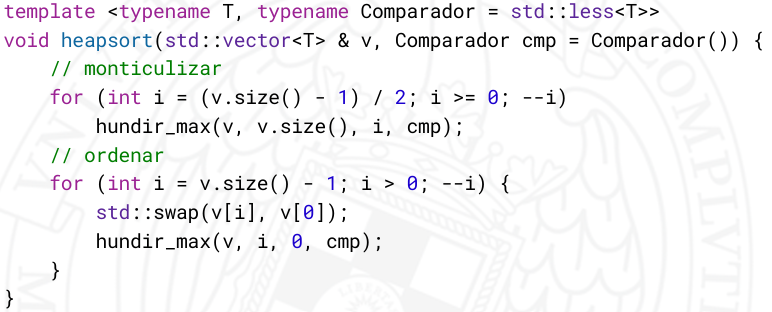 template <typename T, typename Comparador = std::less<T>>
void heapsort(std::vector<T> & v, Comparador cmp = Comparador()) {
    // monticulizar
    for (int i = (v.size() - 1) / 2; i >= 0; --i)
        hundir_max(v, v.size(), i, cmp);
    // ordenar
    for (int i = v.size() - 1; i > 0; --i) {
        std::swap(v[i], v[0]);
        hundir_max(v, i, 0, cmp);
    }
}